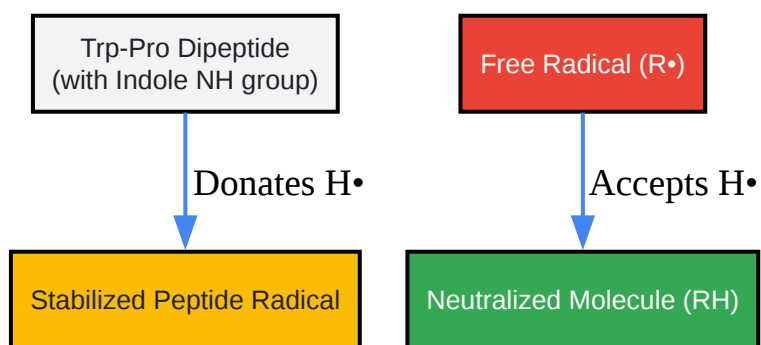 Trp-Pro Dipeptide
(with Indole NH group)
Free Radical (R•)
Donates H•
Accepts H•
Stabilized Peptide Radical
Neutralized Molecule (RH)